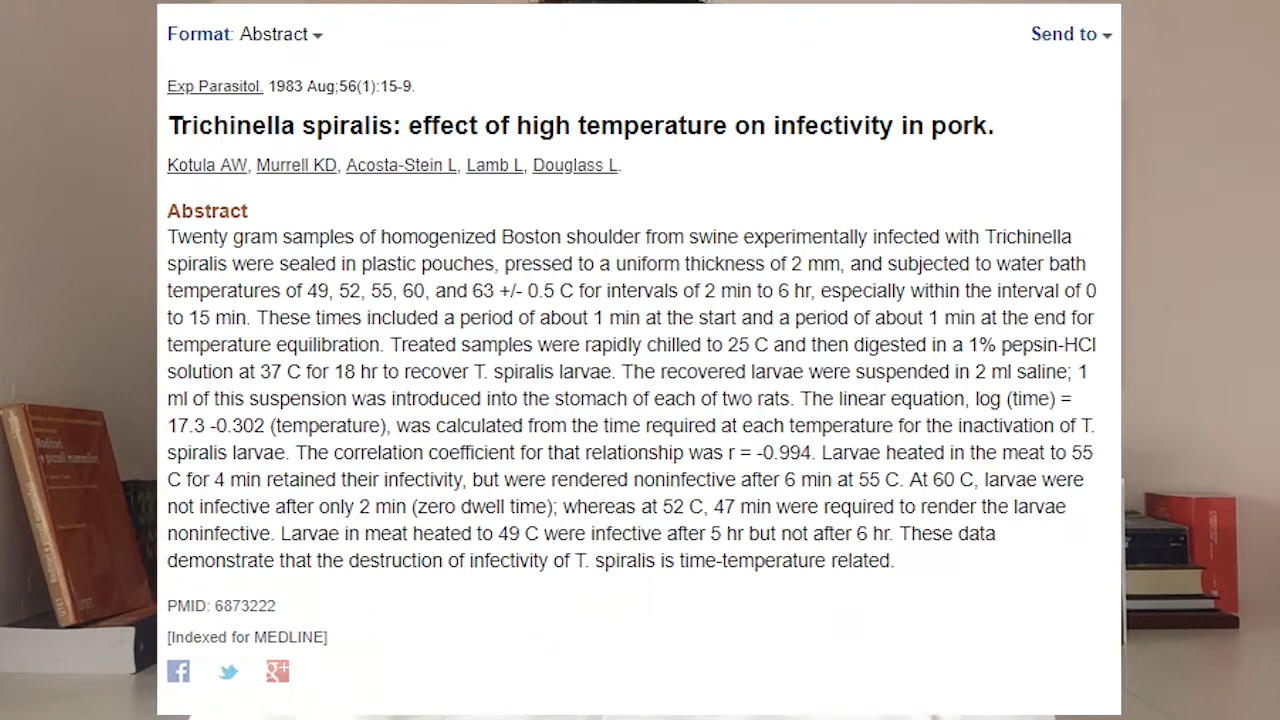 Format: Abstract
Send to
Exp Parasitol. 1983 Aug;56(1):15-9.
Trichinella spiralis: effect of high temperature on infectivity in pork.
Kotula AW, Murrell KD, Acosta-Stein L, Lamb L, Douglass L.
Abstract
Twenty gram samples of homogenized Boston shoulder from swine experimentally infected with Trichinella
spiralis were sealed in plastic pouches, pressed to a uniform thickness of 2 mm, and subjected to water bath
temperatures of 49, 52, 55, 60, and 63 +/- 0.5 C for intervals of 2 min to 6 hr, especially within the interval of 0
to 15 min. These times included a period of about 1 min at the start and a period of about 1 min at the end for
temperature equilibration. Treated samples were rapidly chilled to 25 C and then digested in a 1% pepsin-HCl
solution at 37 C for 18 hr to recover T. spiralis larvae. The recovered larvae were suspended in 2 ml saline; 1
ml of this suspension was introduced into the stomach of each of two rats. The linear equation, log (time) =
17.3 -0.302 (temperature), was calculated from the time required at each temperature for the inactivation of T.
spiralis larvae. The correlation coefficient for that relationship was r = -0.994. Larvae heated in the meat to 55
C for 4 min retained their infectivity, but were rendered noninfective after 6 min at 55 C. At 60 C, larvae were
not infective after only 2 min (zero dwell time); whereas at 52 C, 47 min were required to render the larvae
noninfective. Larvae in meat heated to 49 C were infective after 5 hr but not after 6 hr. These data
demonstrate that the destruction of infectivity of T. spiralis is time-temperature related.
PMID: 6873222
[Indexed for MEDLINE]
Roditori
e piccoli mammiferi
UTET